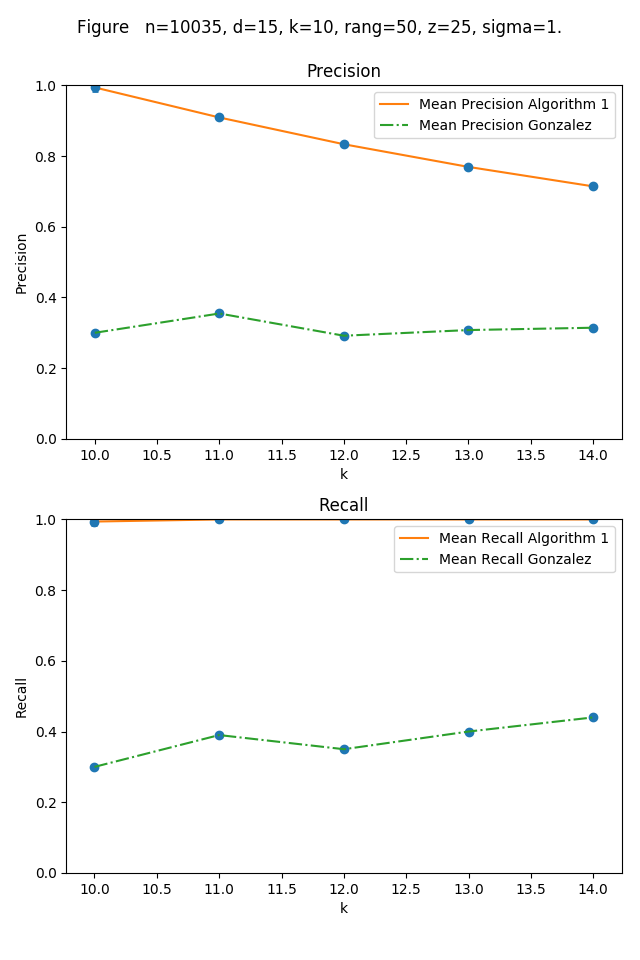 Figure   n=10035, d=15, k=10, rang=50, z=25, sigma=1.
Precision
1.0
0.8
0.6
0.4
0.2
0.0
Precision
Mean Precision Algorithm 1
Mean Precision Gonzalez
10.0 10.5 11.0 11.5 12.0 12.5 13.0 13.5 14.0
k
Recall
1.0
0.8
0.6
0.4
0.2
0.0
Recall
Mean Recall Algorithm 1
Mean Recall Gonzalez
10.0 10.5 11.0 11.5 12.0 12.5 13.0 13.5 14.0
k